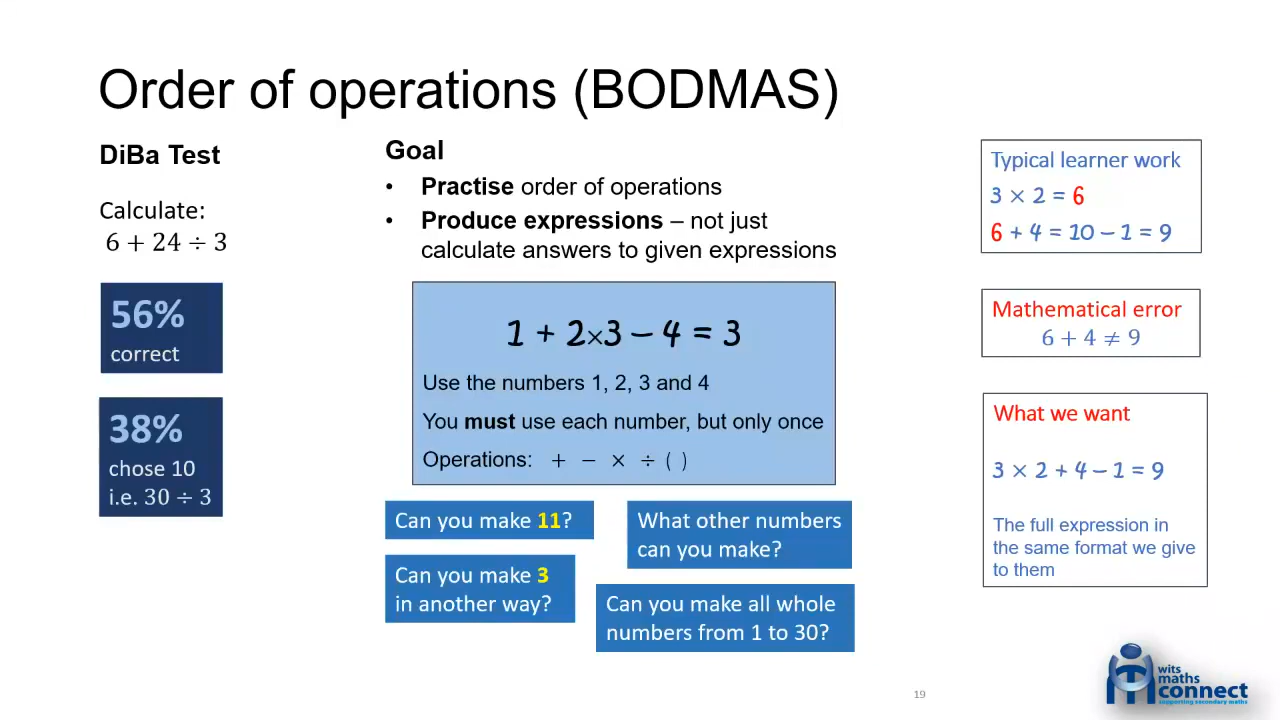 Order of operations (BODMAS)
DiBa Test
Calculate:
6 + 24 ÷ 3
56%
correct
38%
chose 10
i.e. 30 ÷ 3
Goal
• Practise order of operations
• Produce expressions – not just
calculate answers to given expressions
1 + 2×3 – 4 = 3
Use the numbers 1, 2, 3 and 4
You must use each number, but only once
Operations: + − × ÷ ( )
Can you make 11?
Can you make 3
in another way?
What other numbers
can you make?
Can you make all whole
numbers from 1 to 30?
Typical learner work
3 × 2 = 6
6 + 4 = 10 – 1 = 9
Mathematical error
6 + 4 ≠ 9
What we want
3 × 2 + 4 – 1 = 9
The full expression in
the same format we give
to them
19
wits
maths
connect
supporting secondary maths